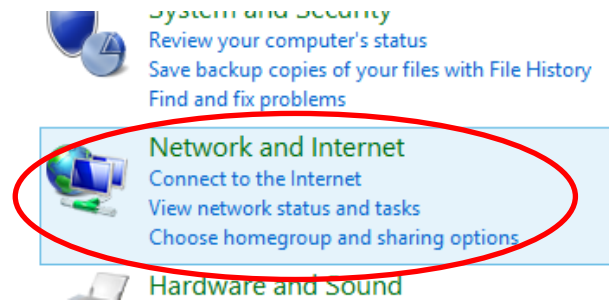 System and Security
Review your computer's status
Save backup copies of your files with File History
Find and fix problems
Network and Internet
Connect to the Internet
View network status and tasks
Choose homegroup and sharing options
Hardware and Sound